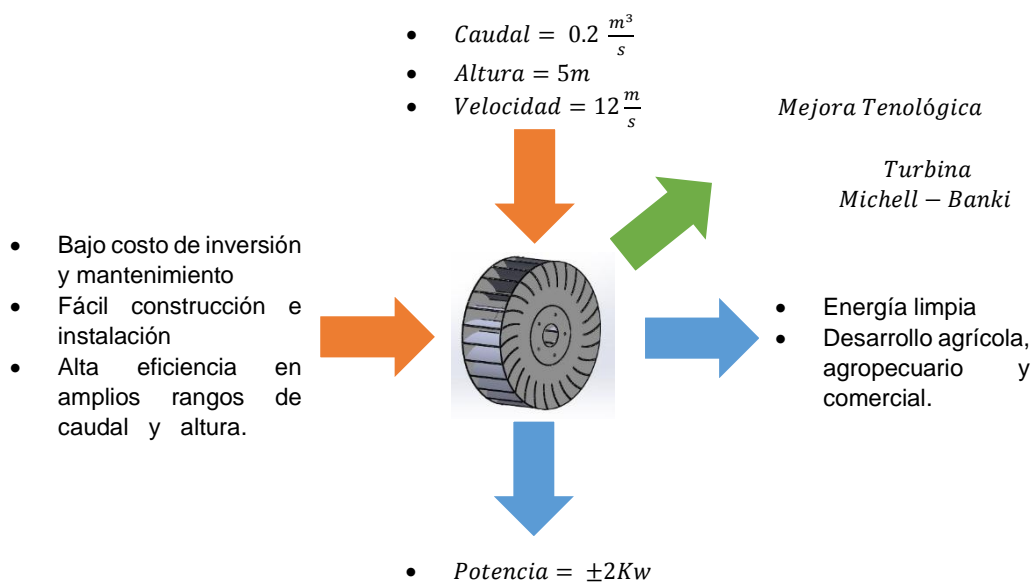 • Caudal = 0.2 m³/s
• Altura = 5m
• Velocidad = 12 m/s
Mejora Tenológica
Turbina
Michell – Banki
• Bajo costo de inversión
y mantenimiento
• Fácil construcción e
instalación
• Alta eficiencia en
amplios rangos de
caudal y altura.
• Energía limpia
• Desarrollo agrícola,
agropecuario y
comercial.
• Potencia = ±2Kw